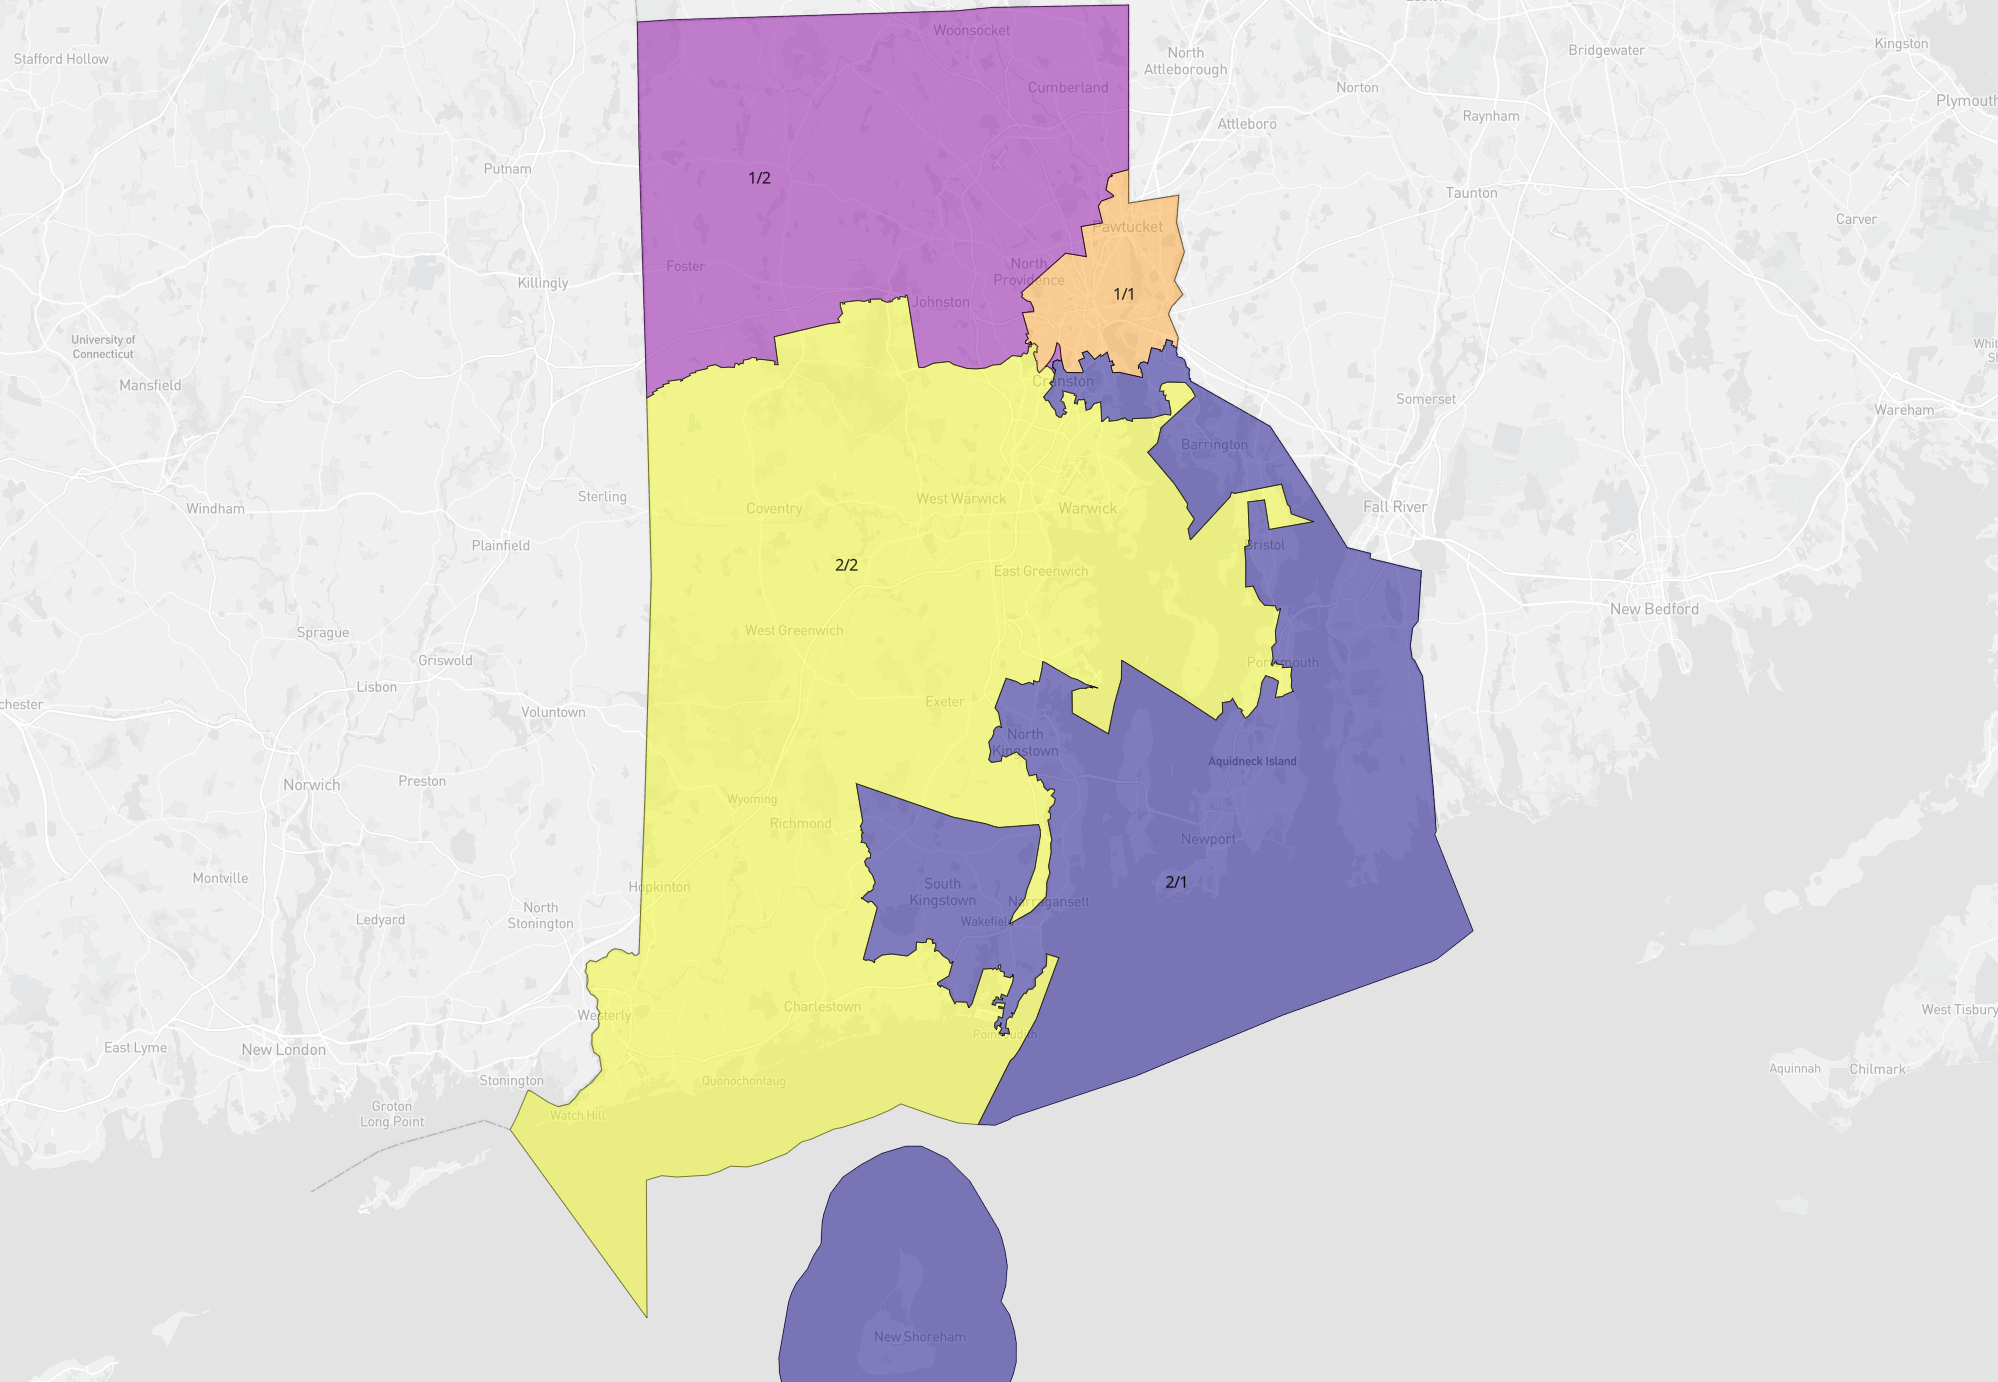 Woonsocket
Stafford Hollow
North
Attleborough
Bridgewater
Kingston
Cumberland
Norton
Plymouth
Raynham
Attleboro
Putnam
1/2
Taunton
Carver
Pawtucket
Foster
North
Providence
Killingly
1/1
Johnston
University of
Connecticut
Mansfield
Cranston
Somerset
Wareham
Barrington
Sterling
West Warwick
Coventry
Warwick
Windham
Fall River
Plainfield
Bristol
2/2
East Greenwich
New Bedford
Sprague
West Greenwich
Griswold
Portsmouth
Lisbon
Exeter
chester
Voluntown
North
Kingstown
Aquidneck Island
Norwich
Preston
Wyoming
Richmond
Newport
Montville
2/1
South
Kingstown
Hopkinton
Narragansett
North
Stonington
Ledyard
Wakefield
Charlestown
Westerly
West Tisbury
Point Judith
East Lyme
New London
Aquinnah
Chilmark
Stonington
Quonochontaug
Groton
Long Point
Watch Hill
New Shoreham